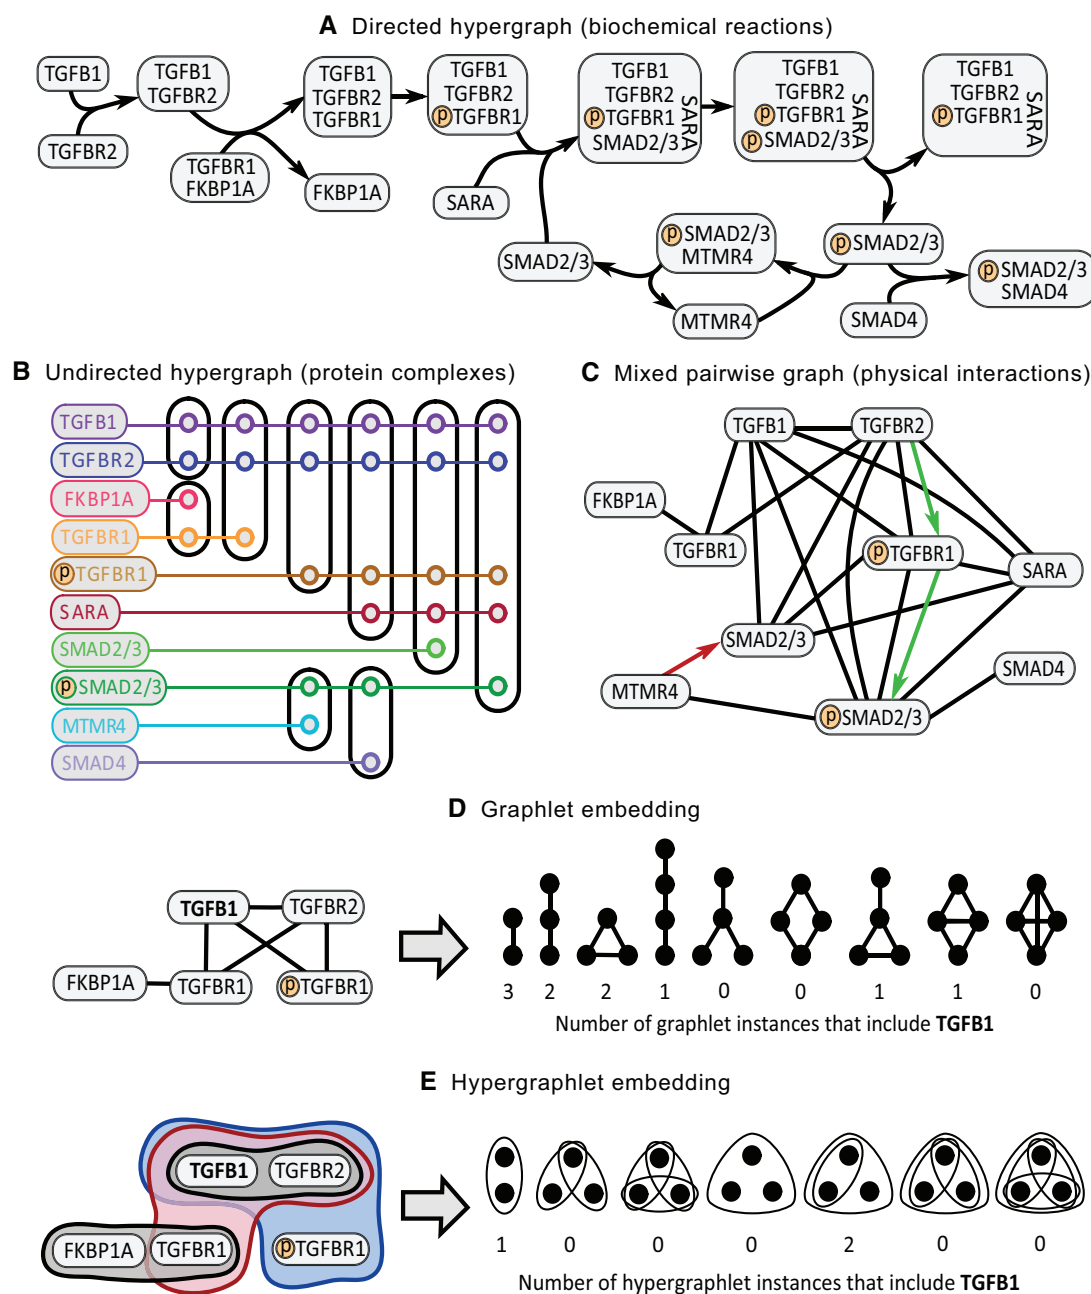 A Directed hypergraph (biochemical reactions)
TGFB1
TGFBR2
TGFB1
TGFBR2
TGFBR1
FKBP1A
TGFB1
TGFBR2
TGFBR1
FKBP1A
TGFB1
TGFBR2
p TGFBR1
SARA
TGFB1
TGFBR2
p TGFBR1
SMAD2/3
SARA
TGFB1
TGFBR2
p TGFBR1
p SMAD2/3
SARA
TGFB1
TGFBR2
p TGFBR1
SARA
SMAD2/3
p SMAD2/3
MTMR4
MTMR4
p SMAD2/3
SMAD4
p SMAD2/3
SMAD4
B Undirected hypergraph (protein complexes)
TGFB1
TGFBR2
FKBP1A
TGFBR1
p TGFBR1
SARA
SMAD2/3
p SMAD2/3
MTMR4
SMAD4
C Mixed pairwise graph (physical interactions)
TGFB1
TGFBR2
FKBP1A
TGFBR1
p TGFBR1
SARA
SMAD2/3
SMAD4
MTMR4
p SMAD2/3
D Graphlet embedding
TGFB1
TGFBR2
FKBP1A
TGFBR1
p TGFBR1
3 2 2 1 0 0 1 1 0
Number of graphlet instances that include TGFB1
E Hypergraphlet embedding
TGFB1
TGFBR2
FKBP1A
TGFBR1
p TGFBR1
1 0 0 0 2 0 0
Number of hypergraphlet instances that include TGFB1